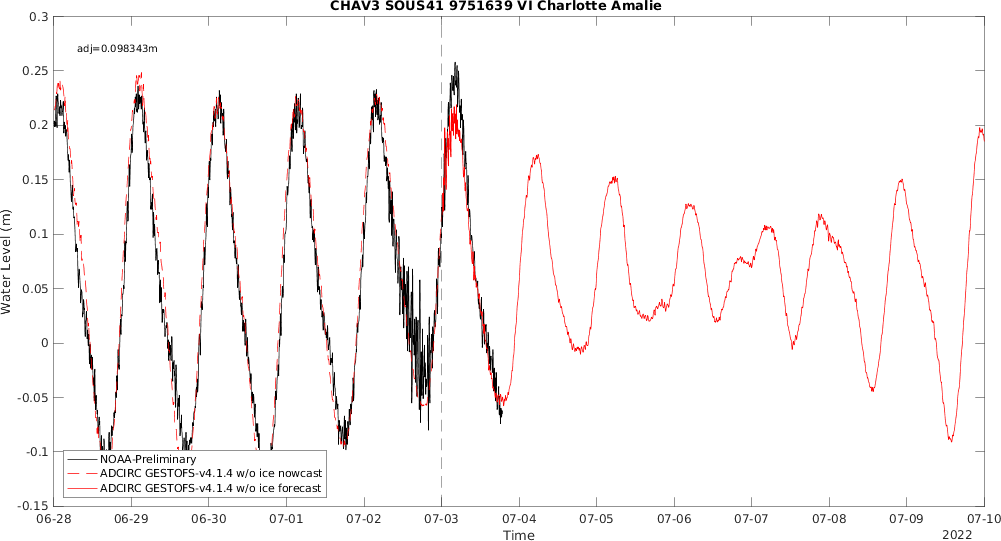 CHAV3 SOUS41 9751639 VI Charlotte Amalie
adj=0.098343m
Water Level (m)
0.3
0.25
0.2
0.15
0.1
0.05
0
-0.05
-0.1
-0.15
NOAA-Preliminary
ADCIRC GESTOFS-v4.1.4 w/o ice nowcast
ADCIRC GESTOFS-v4.1.4 w/o ice forecast
06-28 06-29 06-30 07-01 07-02 07-03 07-04 07-05 07-06 07-07 07-08 07-09 07-10
Time
2022